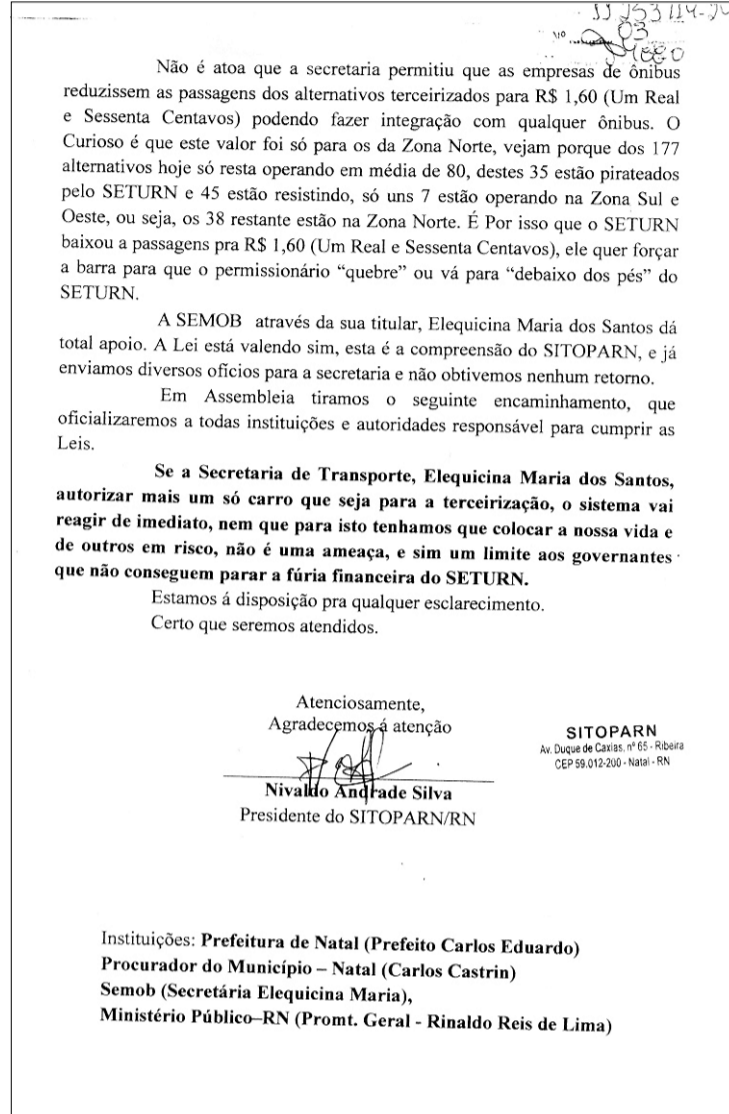 11253114-24
Nº 03
Não é atoa que a secretaria permitiu que as empresas de ônibus
reduzissem as passagens dos alternativos terceirizados para R$ 1,60 (Um Real
e Sessenta Centavos) podendo fazer integração com qualquer ônibus. O
Curioso é que este valor foi só para os da Zona Norte, vejam porque dos 177
alternativos hoje só resta operando em média de 80, destes 35 estão pirateados
pelo SETURN e 45 estão resistindo, só uns 7 estão operando na Zona Sul e
Oeste, ou seja, os 38 restante estão na Zona Norte. É Por isso que o SETURN
baixou a passagens pra R$ 1,60 (Um Real e Sessenta Centavos), ele quer forçar
a barra para que o permissionário “quebre” ou vá para “debaixo dos pés” do
SETURN.
A SEMOB através da sua titular, Elequicina Maria dos Santos dá
total apoio. A Lei está valendo sim, esta é a compreensão do SITOPARN, e já
enviamos diversos ofícios para a secretaria e não obtivemos nenhum retorno.
Em Assembleia tiramos o seguinte encaminhamento, que
oficializaremos a todas instituições e autoridades responsável para cumprir as
Leis.
Se a Secretaria de Transporte, Elequicina Maria dos Santos,
autorizar mais um só carro que seja para a terceirização, o sistema vai
reagir de imediato, nem que para isto tenhamos que colocar a nossa vida e
de outros em risco, não é uma ameaça, e sim um limite aos governantes
que não conseguem parar a fúria financeira do SETURN.
Estamos á disposição pra qualquer esclarecimento.
Certo que seremos atendidos.
Atenciosamente,
Agradecemos á atenção
SITOPARN
Av. Duque de Caxias, nº 65 - Ribeira
CEP 59.012-200 - Natal - RN
Nivaldo Andrade Silva
Presidente do SITOPARN/RN
Instituições: Prefeitura de Natal (Prefeito Carlos Eduardo)
Procurador do Município – Natal (Carlos Castrin)
Semob (Secretária Elequicina Maria),
Ministério Público–RN (Promt. Geral - Rinaldo Reis de Lima)